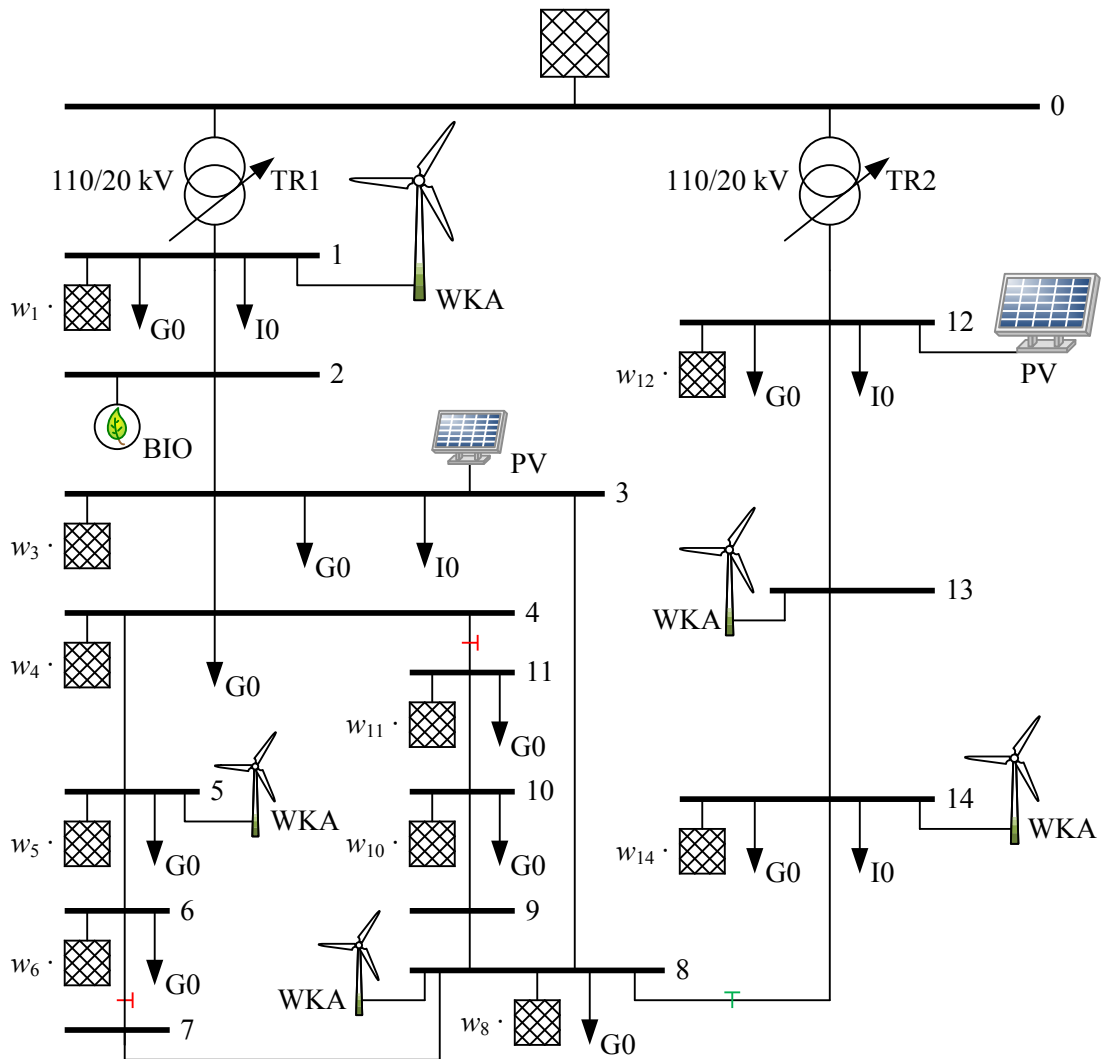 0
110/20 kV
TR1
110/20 kV
TR2
1
w1 ·
G0
I0
WKA
12
w12 ·
G0
I0
PV
2
BIO
PV
3
w3 ·
G0
I0
13
WKA
4
w4 ·
G0
11
w11 ·
G0
5
w5 ·
G0
WKA
10
w10 ·
G0
14
w14 ·
G0
I0
WKA
6
w6 ·
G0
9
8
WKA
w8 ·
G0
7